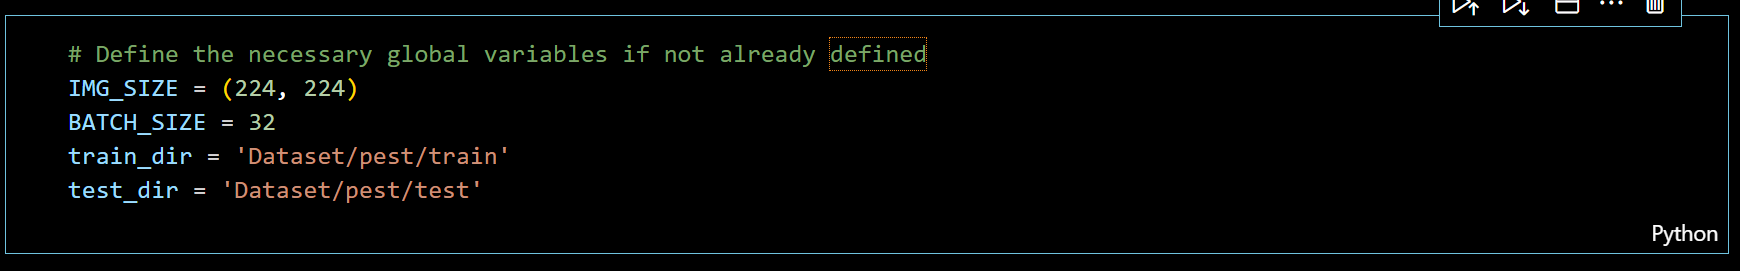 # Define the necessary global variables if not already defined
IMG_SIZE = (224, 224)
BATCH_SIZE = 32
train_dir = 'Dataset/pest/train'
test_dir = 'Dataset/pest/test'
Python